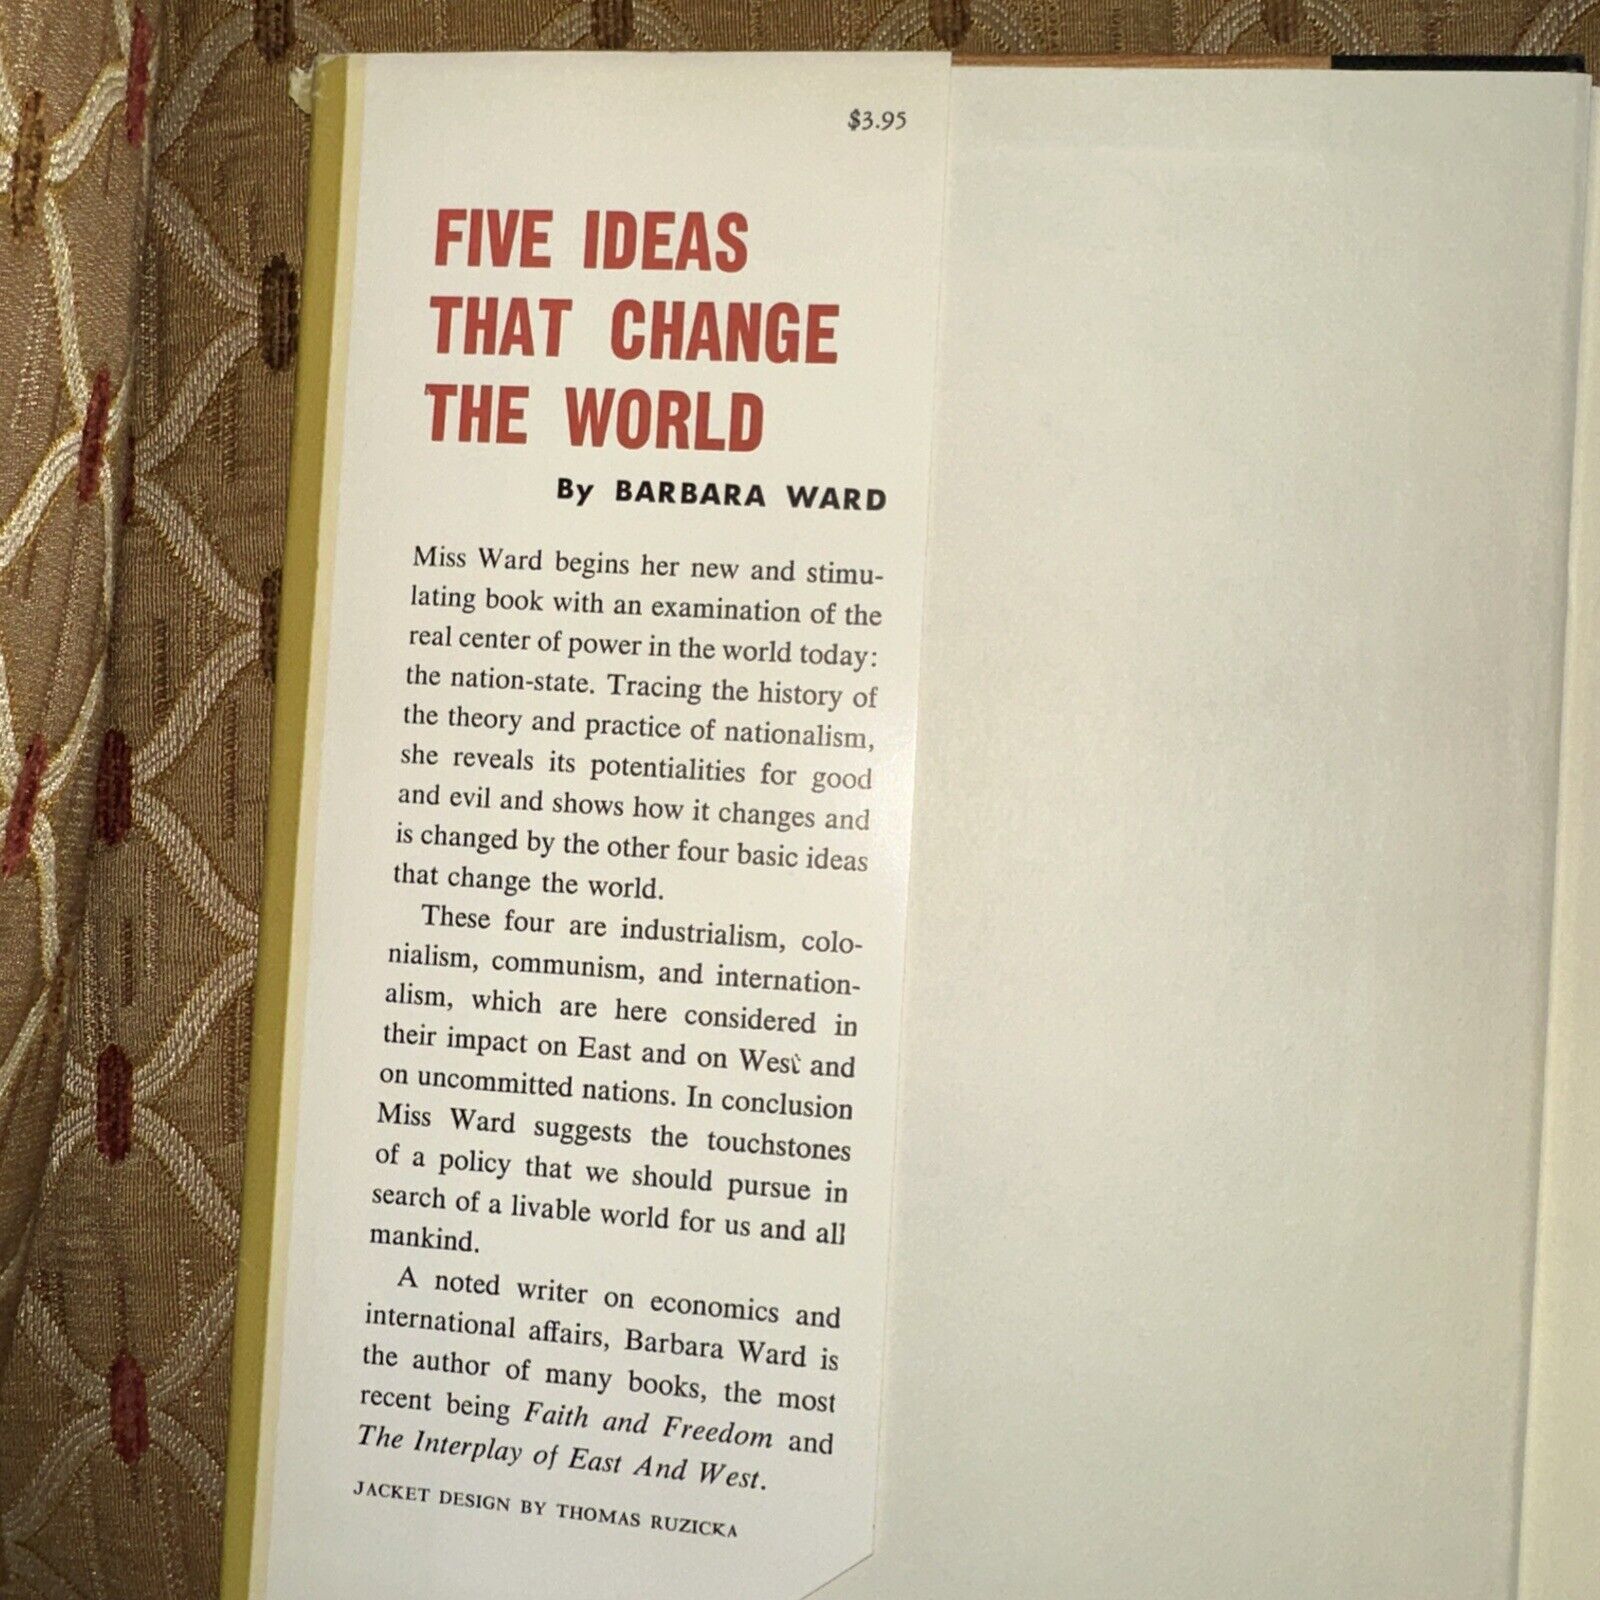 $3.95
FIVE IDEAS
THAT CHANGE
THE WORLD
By BARBARA WARD
Miss Ward begins her new and stimu-
lating book with an examination of the
real center of power in the world today:
the nation-state. Tracing the history of
the theory and practice of nationalism,
she reveals its potentialities for good
and evil and shows how it changes and
is changed by the other four basic ideas
that change the world.
These four are industrialism, colo-
nialism, communism, and internation-
alism, which are here considered in
their impact on East and on West and
on uncommitted nations. In conclusion
Miss Ward suggests the touchstones
of a policy that we should pursue in
search of a livable world for us and all
mankind.
A noted writer on economics and
international affairs, Barbara Ward is
the author of many books, the most
recent being Faith and Freedom and
The Interplay of East And West.
JACKET DESIGN BY THOMAS RUZICKA